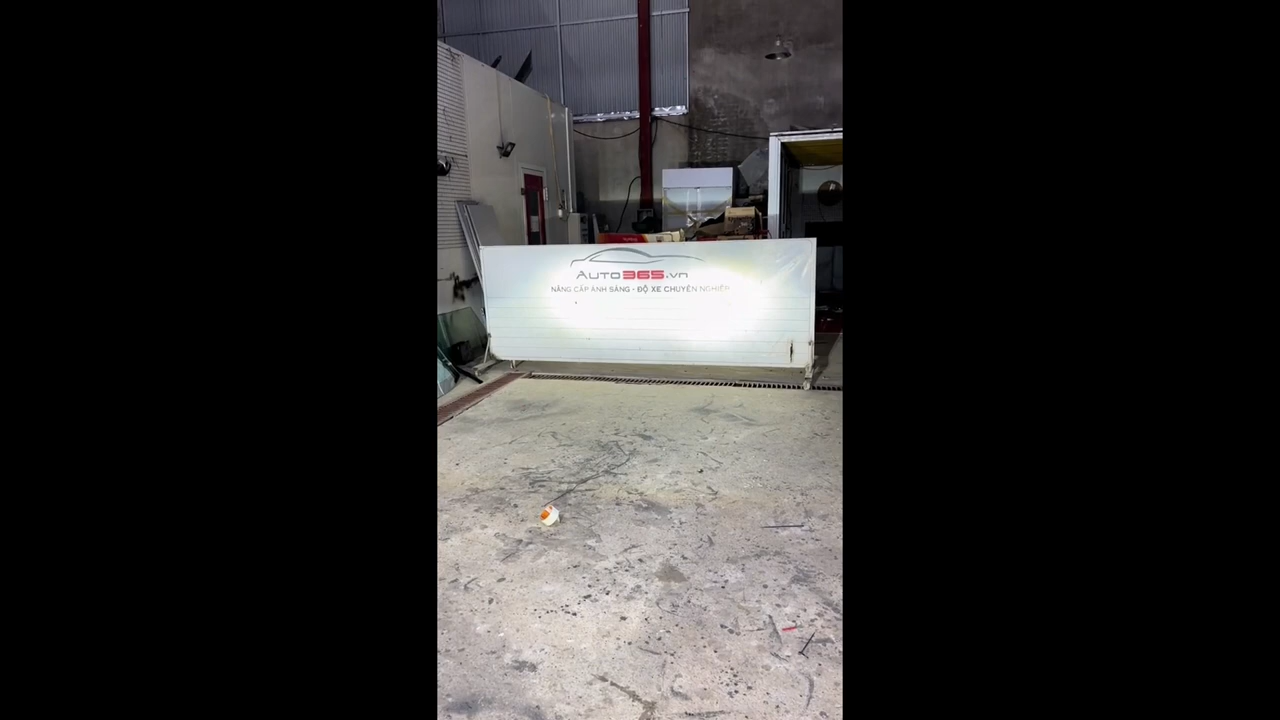 AUTO365.vn
NÂNG CẤP ÁNH SÁNG - ĐỘ XE CHUYÊN NGHIỆP